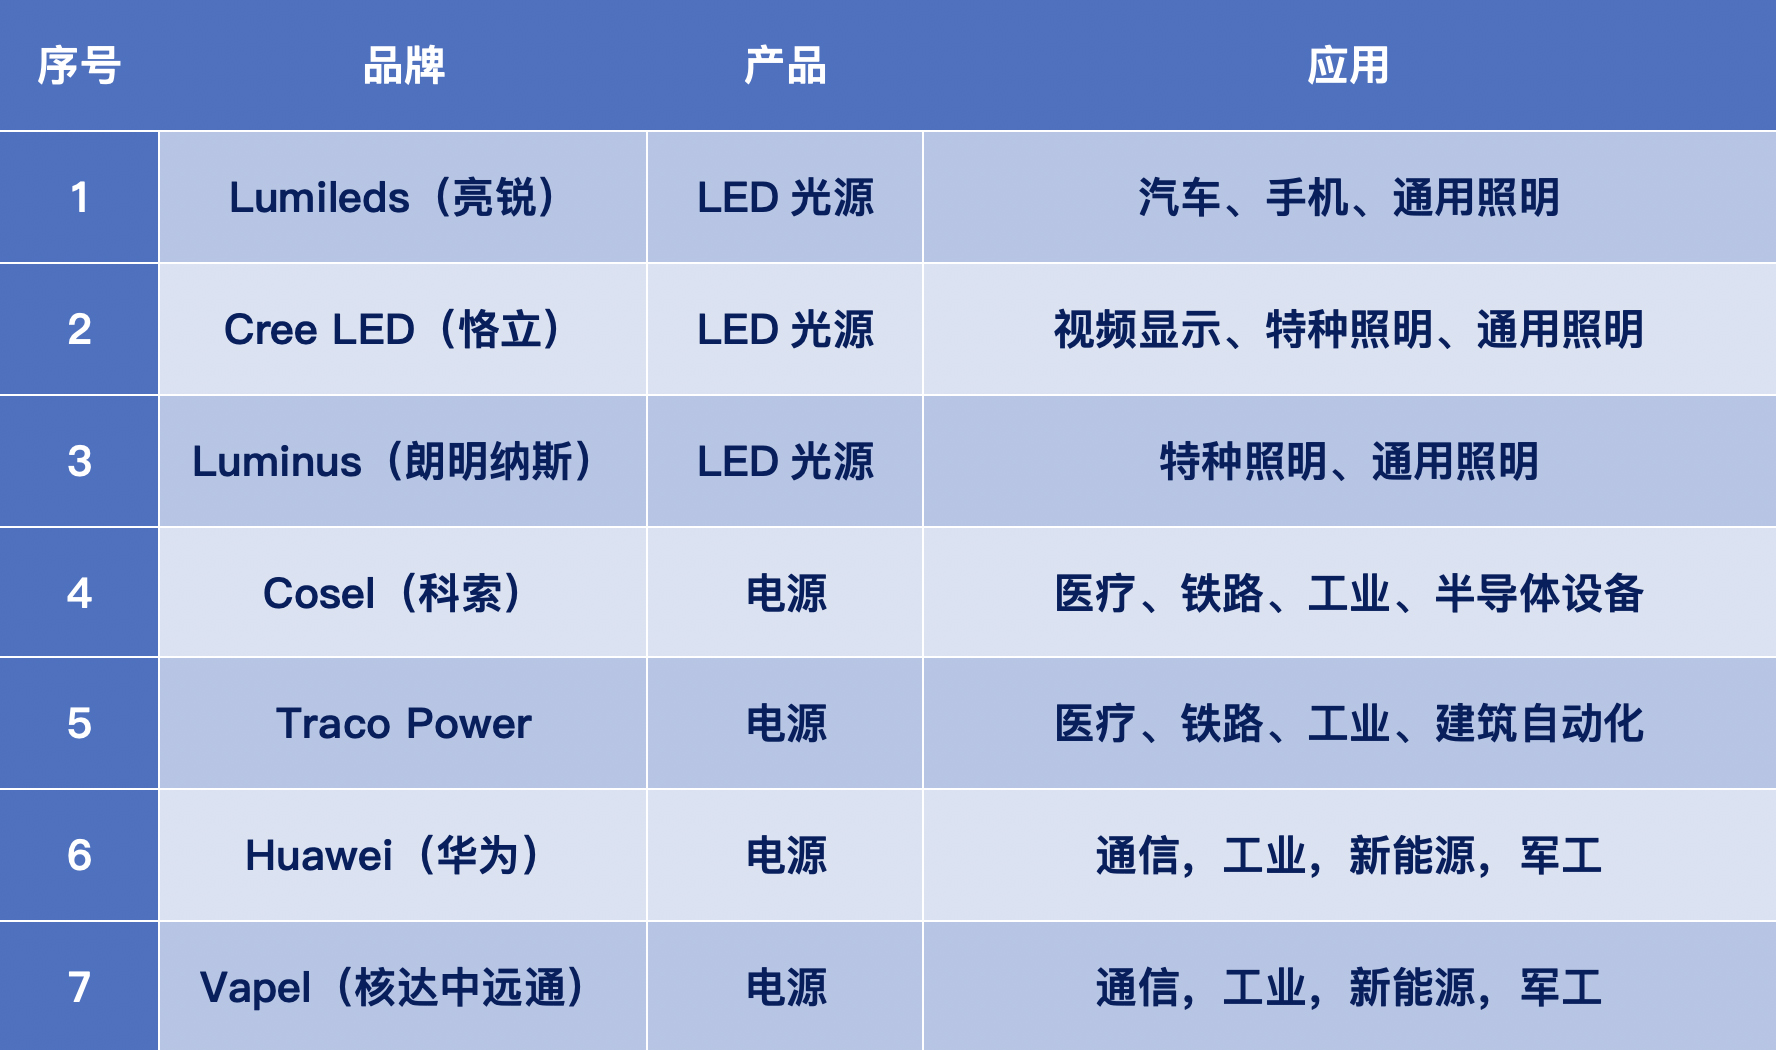 序号 品牌 产品 应用
1 Lumileds（亮锐） LED 光源 汽车、手机、通用照明
2 Cree LED（恪立） LED 光源 视频显示、特种照明、通用照明
3 Luminus（朗明纳斯） LED 光源 特种照明、通用照明
4 Cosel（科索） 电源 医疗、铁路、工业、半导体设备
5 Traco Power 电源 医疗、铁路、工业、建筑自动化
6 Huawei（华为） 电源 通信，工业，新能源，军工
7 Vapel（核达中远通） 电源 通信，工业，新能源，军工